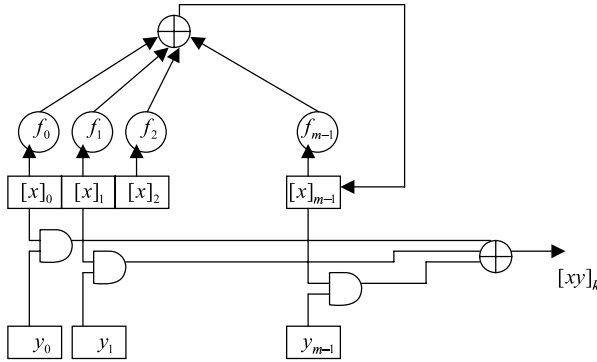 f₀ f₁ f₂ fₘ₋₁
[x]₀ [x]₁ [x]₂ [x]ₘ₋₁
[xy]ₖ
y₀ y₁ yₘ₋₁